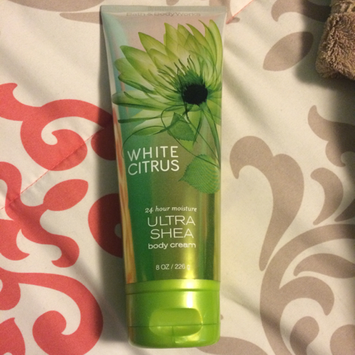 WHITE
CITRUS
24 hour moisture
ULTRA
SHEA
body cream
8 OZ / 226 g